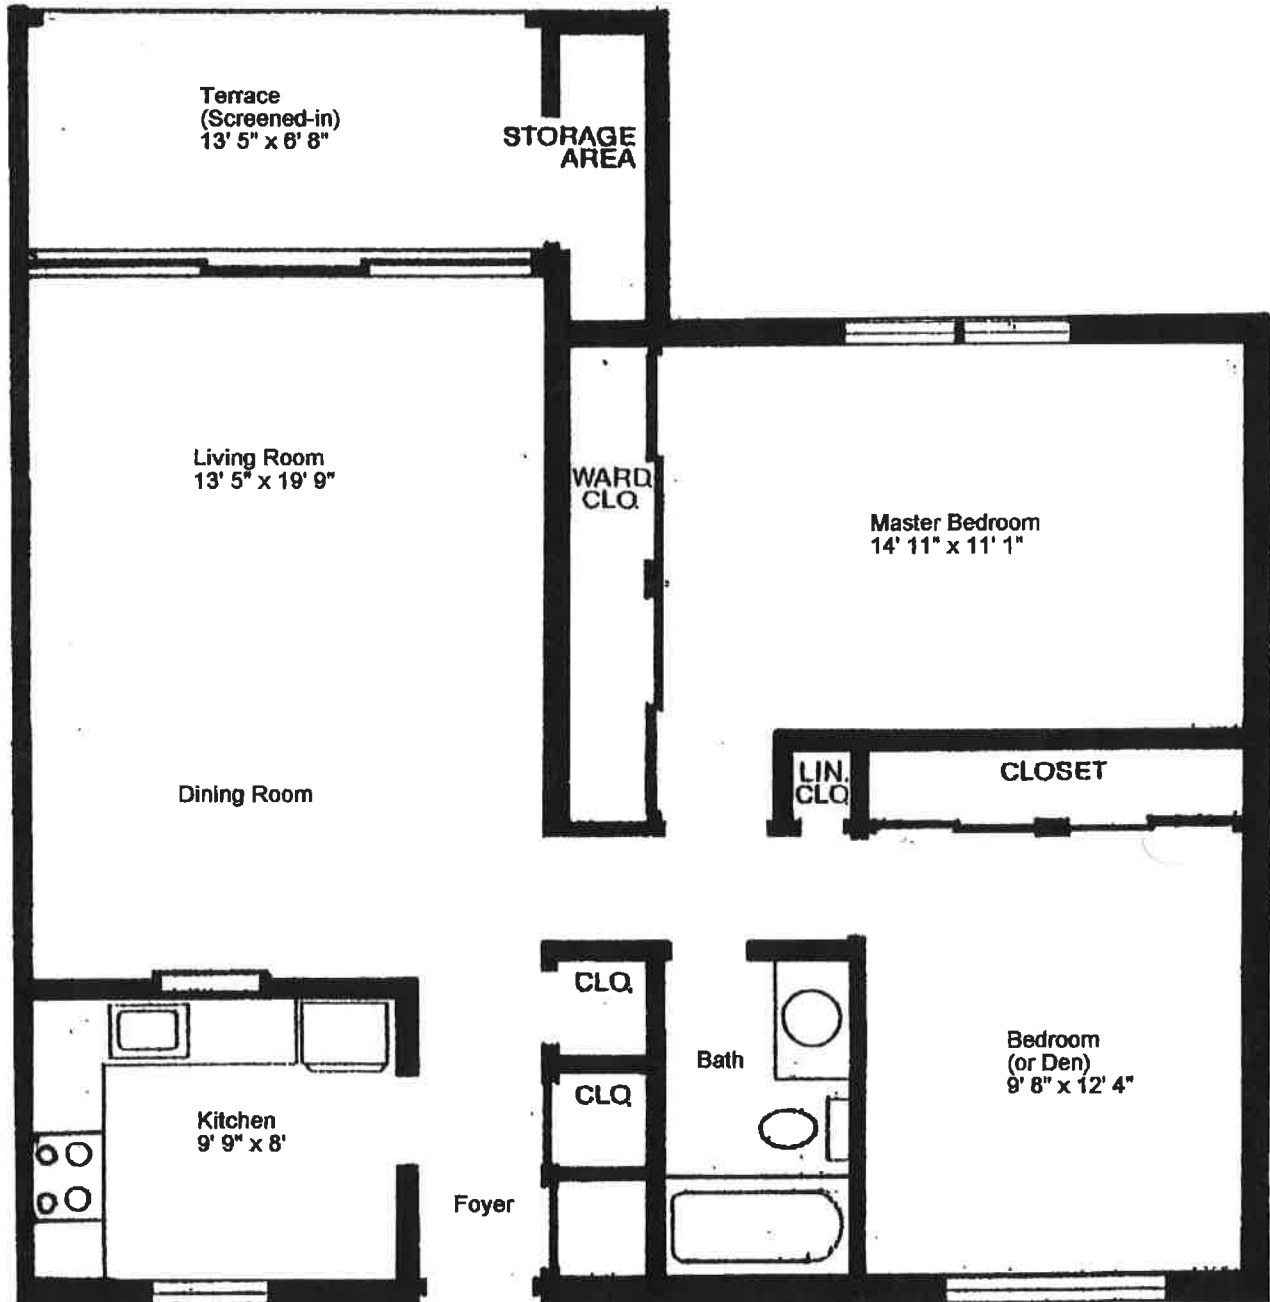 Terrace
(Screened-in)
13' 5" x 6' 8"
STORAGE
AREA
Living Room
13' 5" x 19' 9"
WARD.
CLO.
Master Bedroom
14' 11" x 11' 1"
Dining Room
LIN.
CLO.
CLOSET
CLO.
Bath
Bedroom
(or Den)
9' 8" x 12' 4"
CLO.
Kitchen
9' 9" x 8'
Foyer